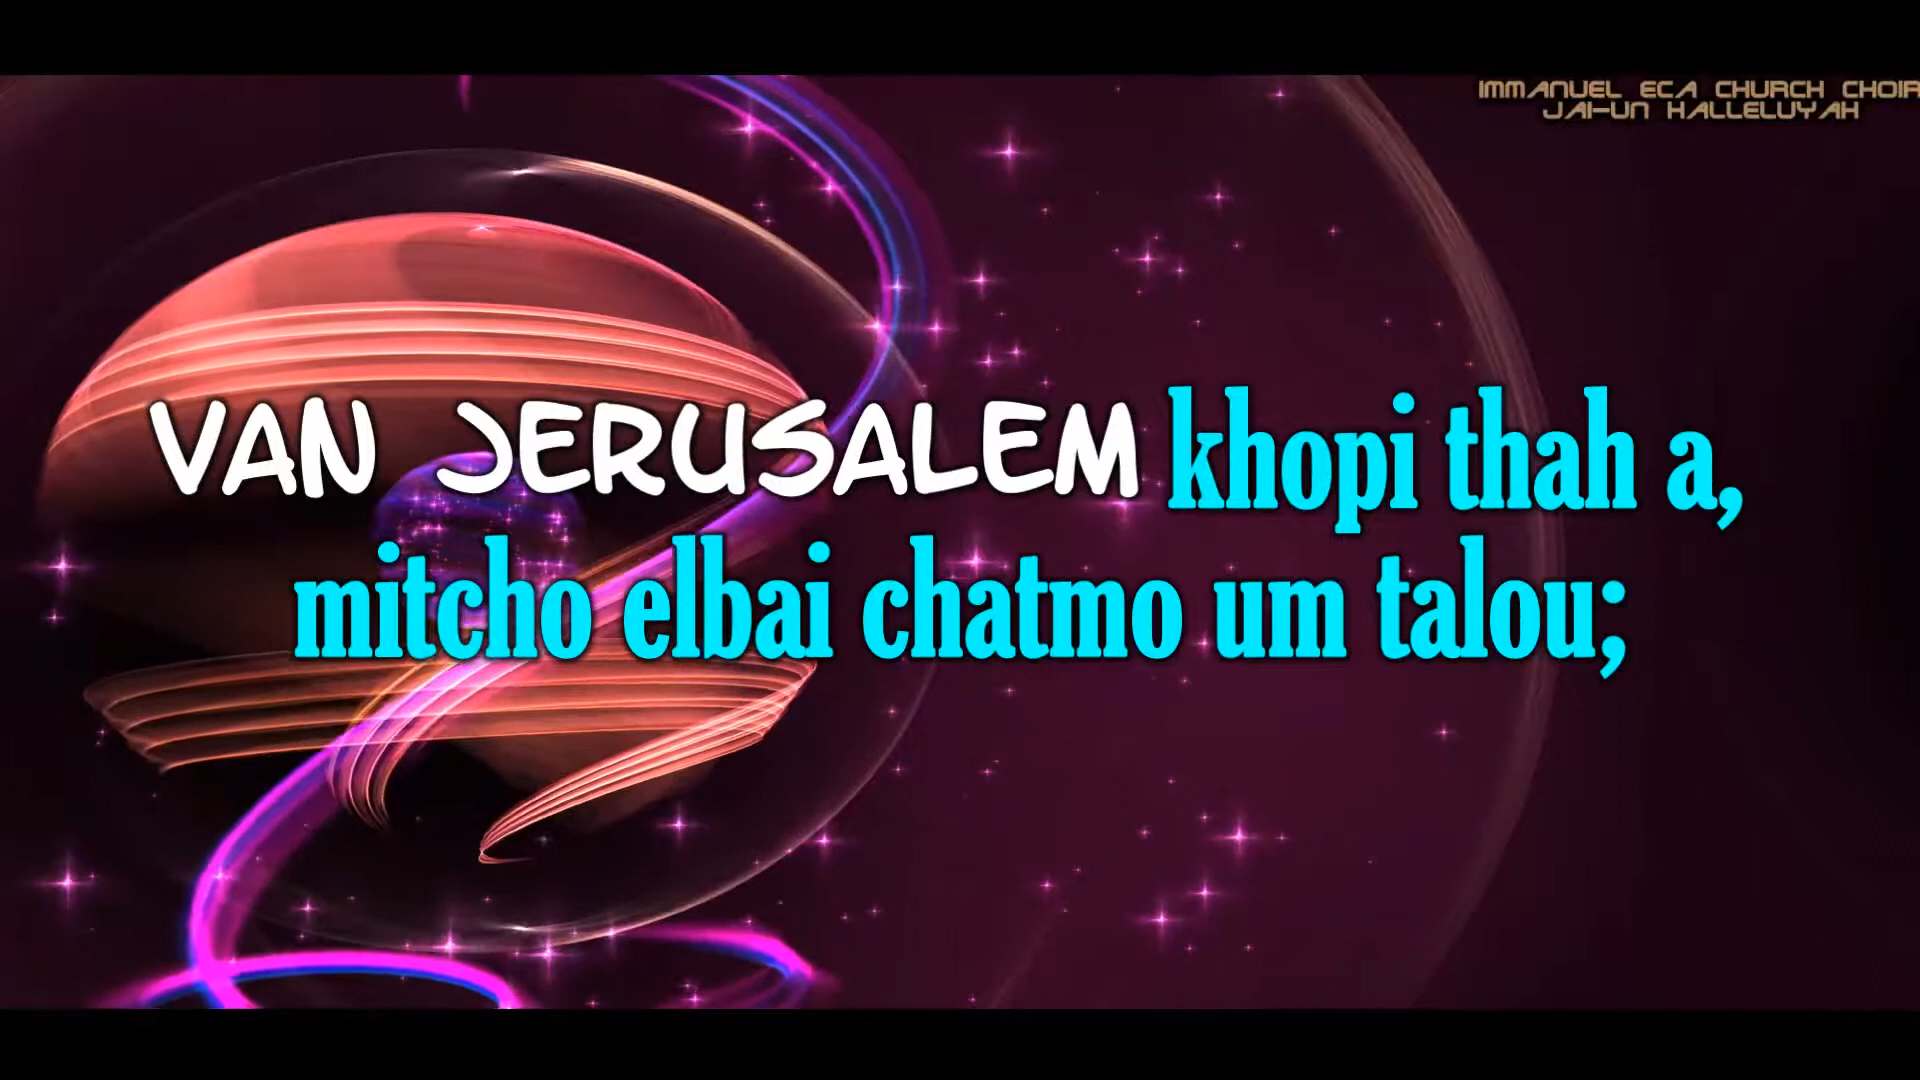 IMMANUEL ECA CHURCH CHOIR
JAI-UN HALLELUYAH
VAN JERUSALEM khopi thah a,
mitcho elbai chatmo um talou;